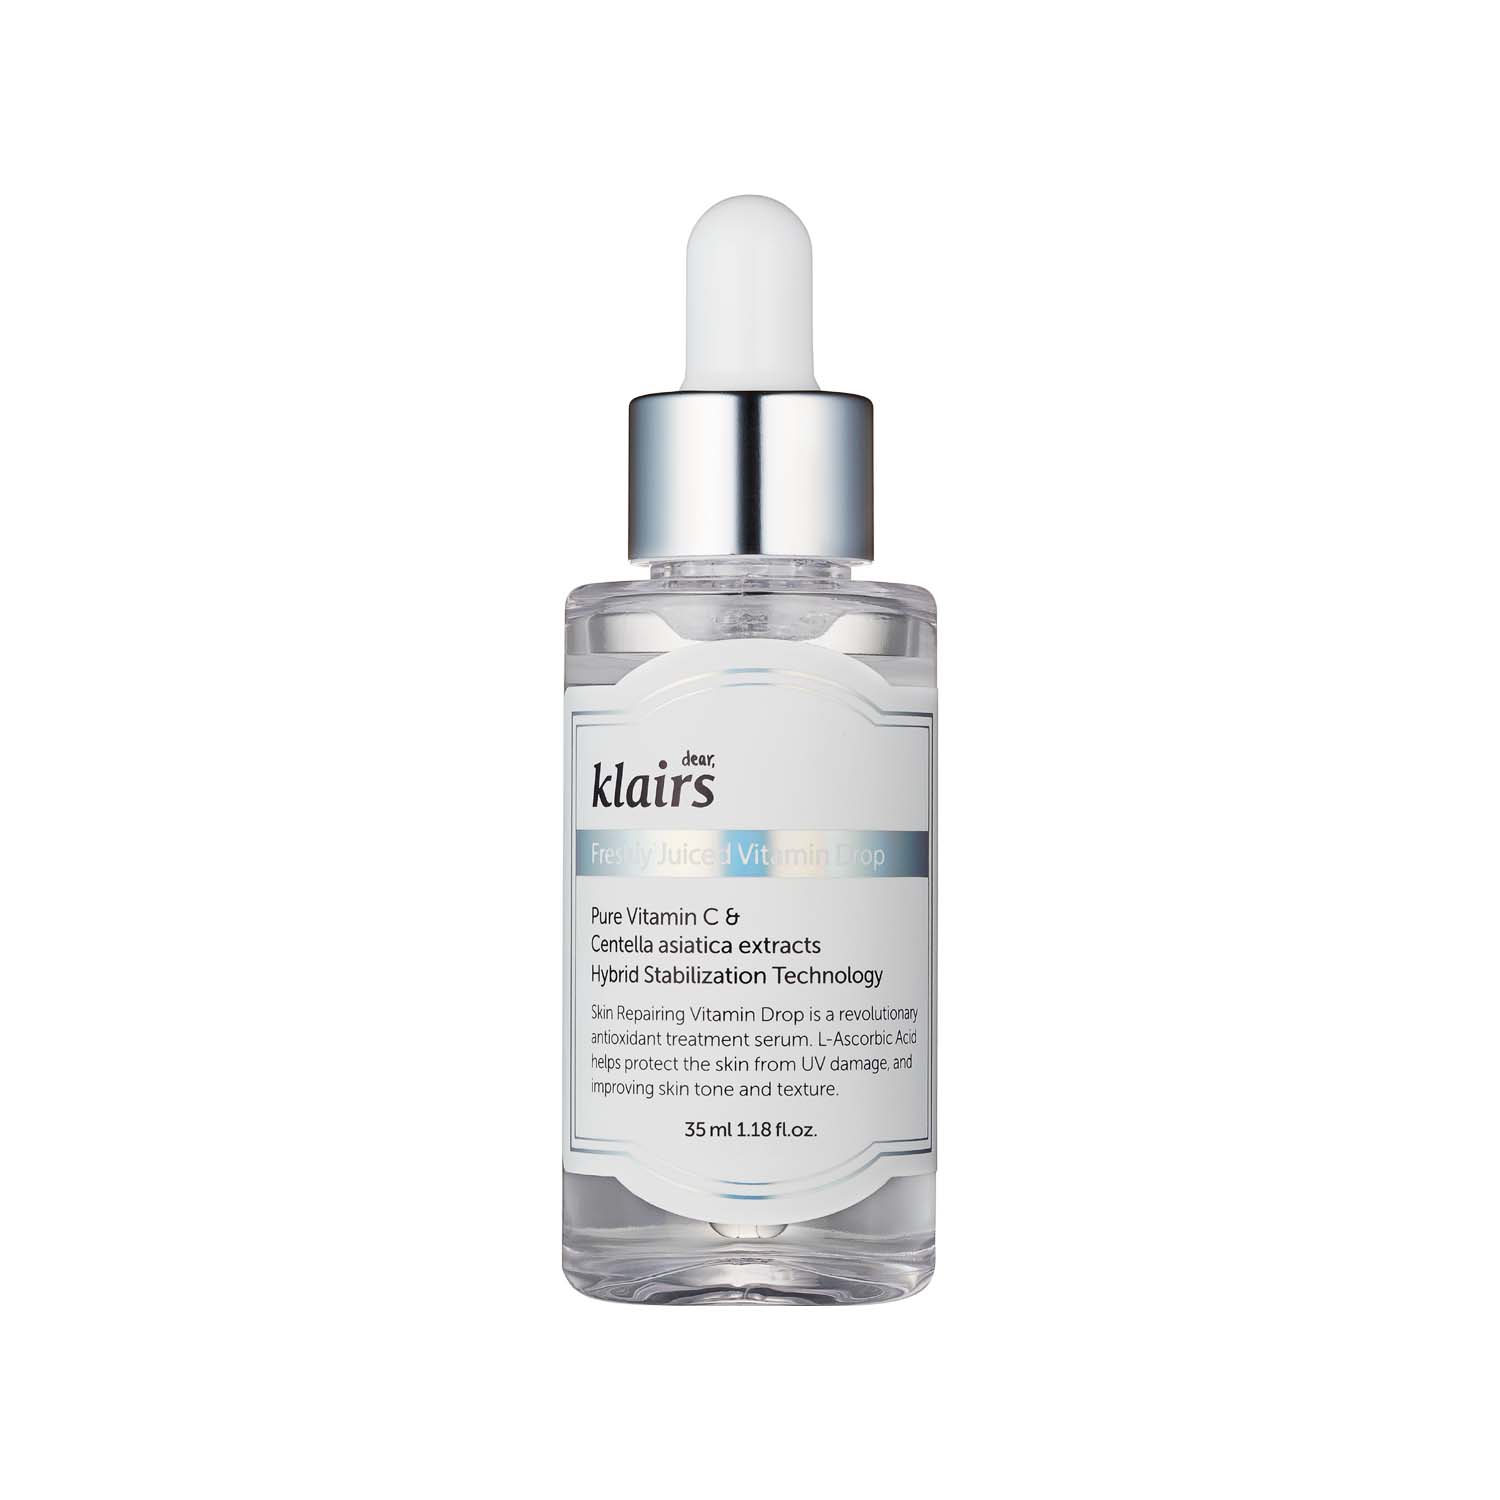 dear,
klairs
Freshly Juiced Vitamin Drop
Pure Vitamin C &
Centella asiatica extracts
Hybrid Stabilization Technology
Skin Repairing Vitamin Drop is a revolutionary
antioxidant treatment serum. L-Ascorbic Acid
helps protect the skin from UV damage, and
improving skin tone and texture.
35 ml 1.18 fl.oz.